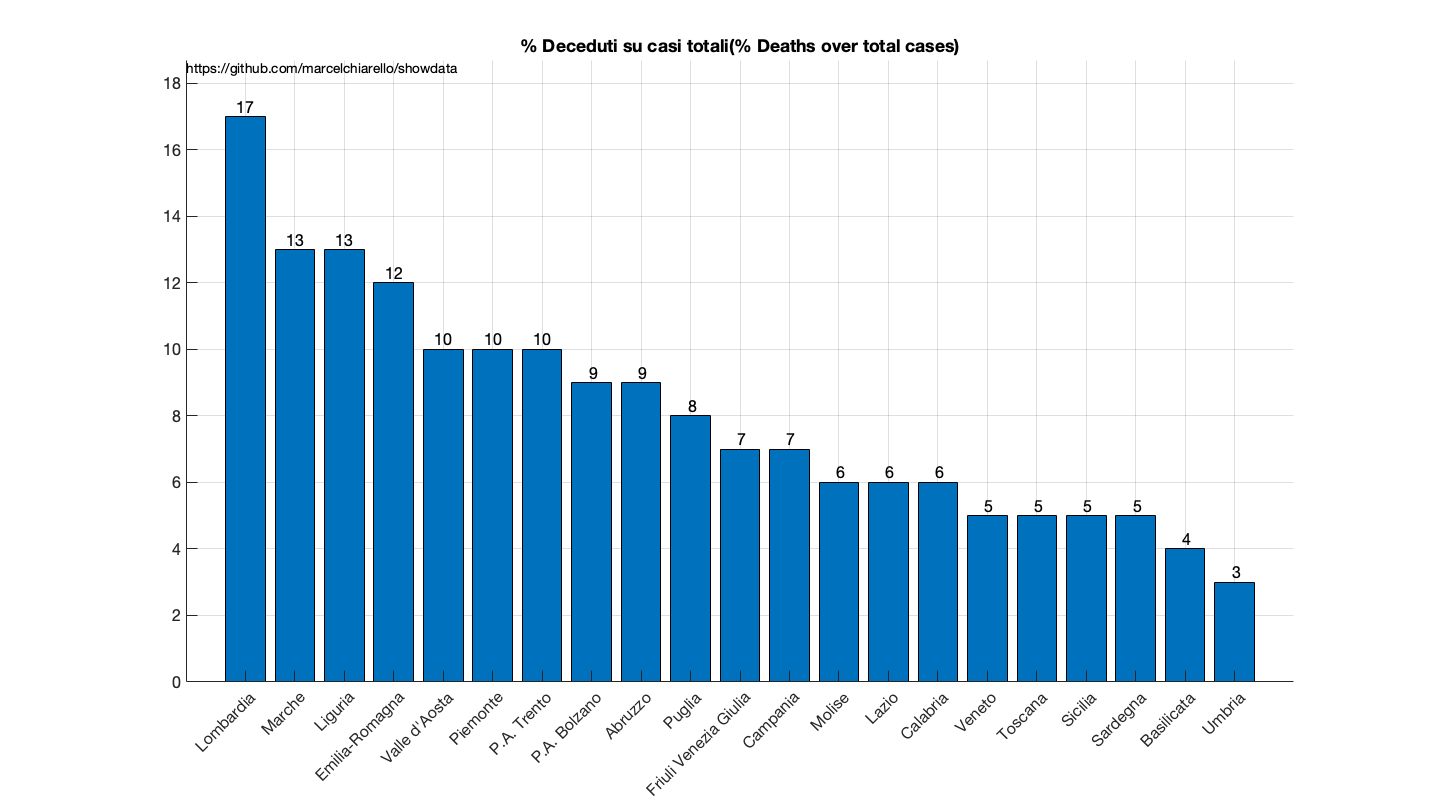 % Deceduti su casi totali(% Deaths over total cases)
https://github.com/marcelchiarello/showdata
18
16
14
12
10
8
6
4
2
0
17
13
13
12
10
10
10
9
9
8
7
7
6
6
6
5
5
5
5
4
3
Lombardia
Marche
Liguria
Emilia-Romagna
Valle d'Aosta
Piemonte
P.A. Trento
P.A. Bolzano
Abruzzo
Puglia
Friuli Venezia Giulia
Campania
Molise
Lazio
Calabria
Veneto
Toscana
Sicilia
Sardegna
Basilicata
Umbria